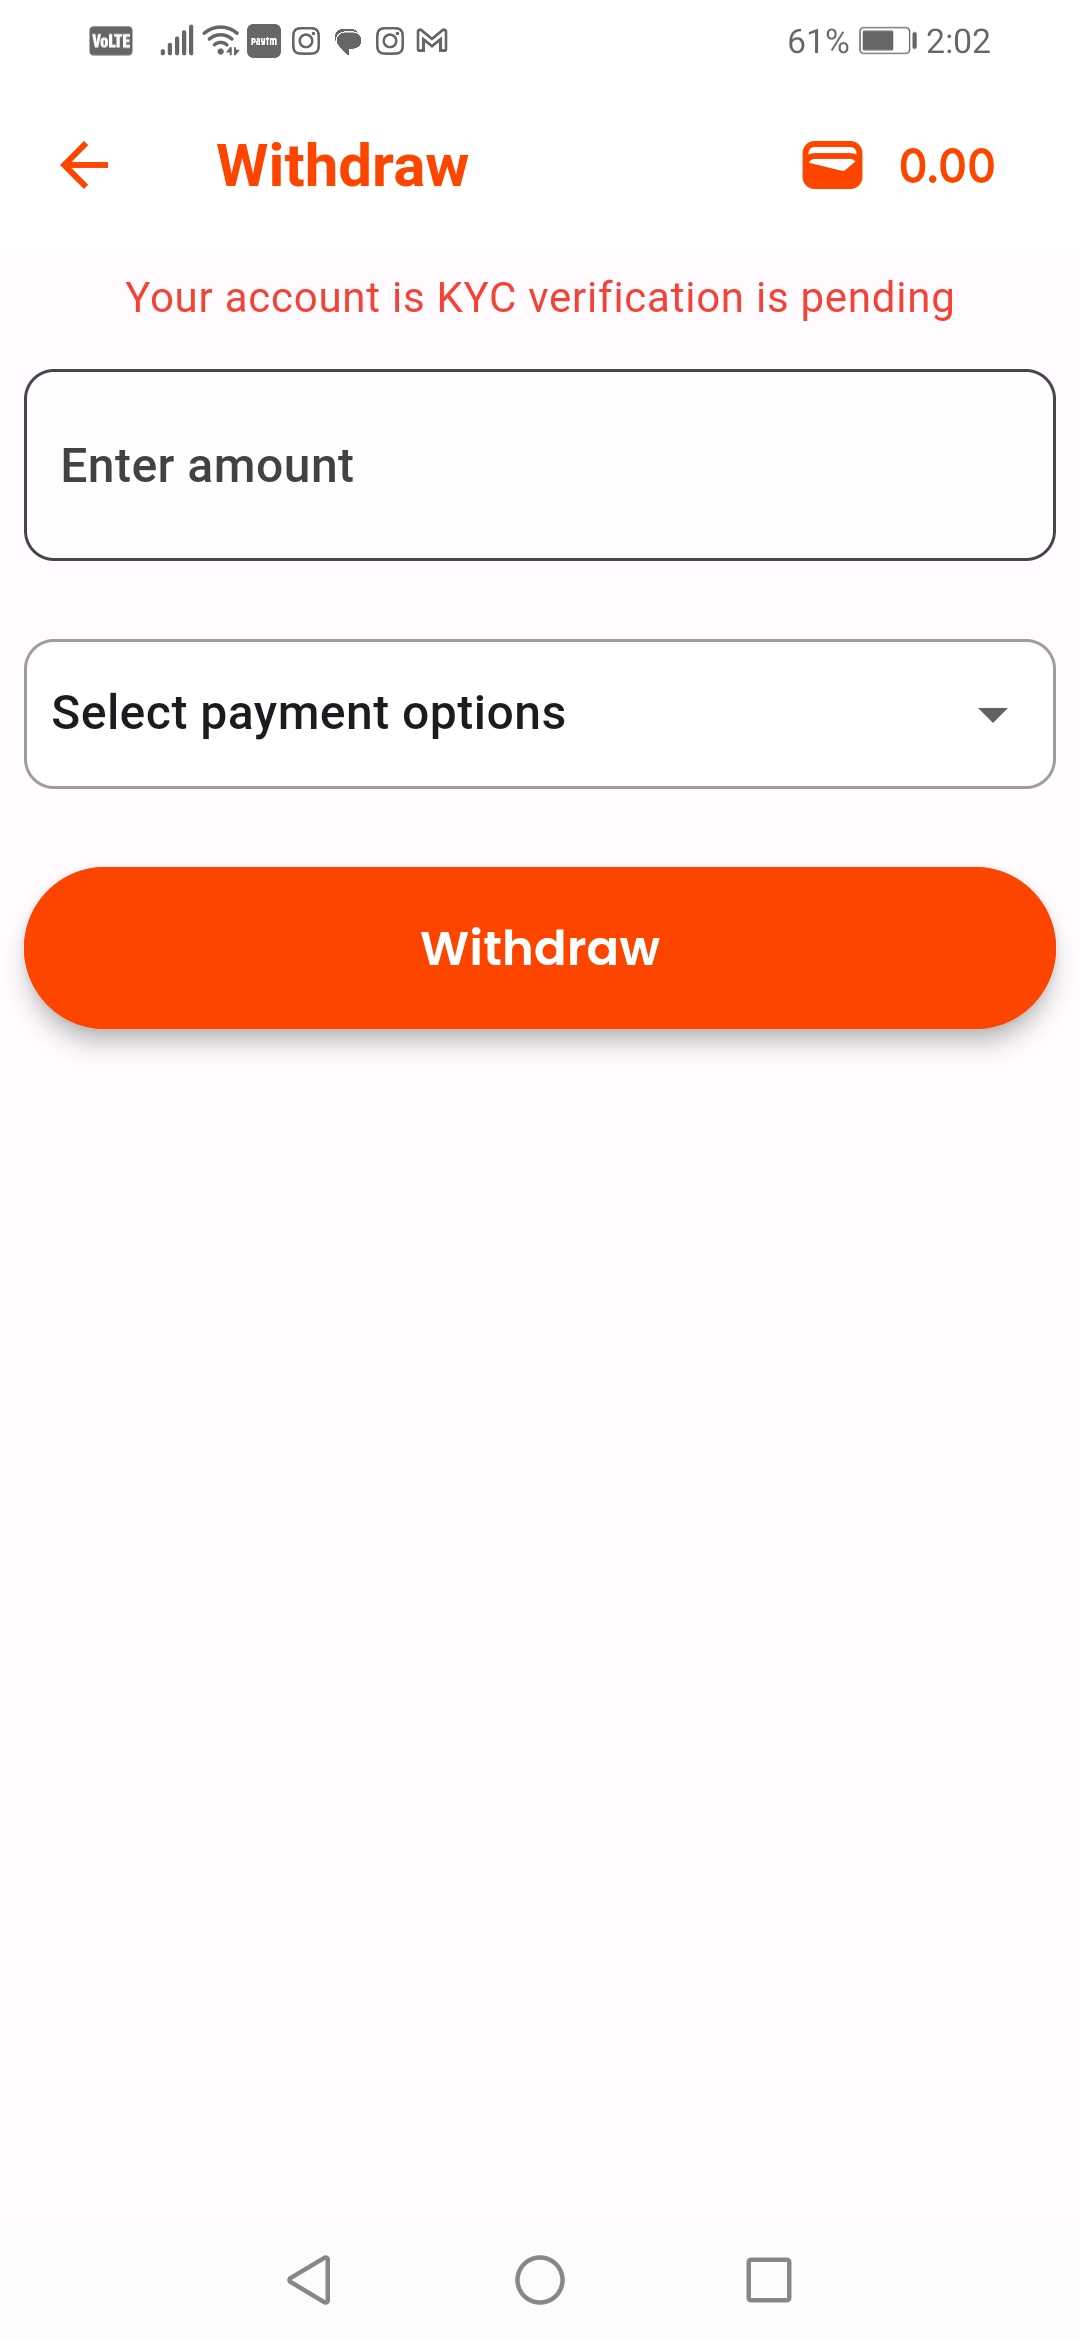 VoLTE paytm 61% 2:02
Withdraw 0.00
Your account is KYC verification is pending
Enter amount
Select payment options
Withdraw